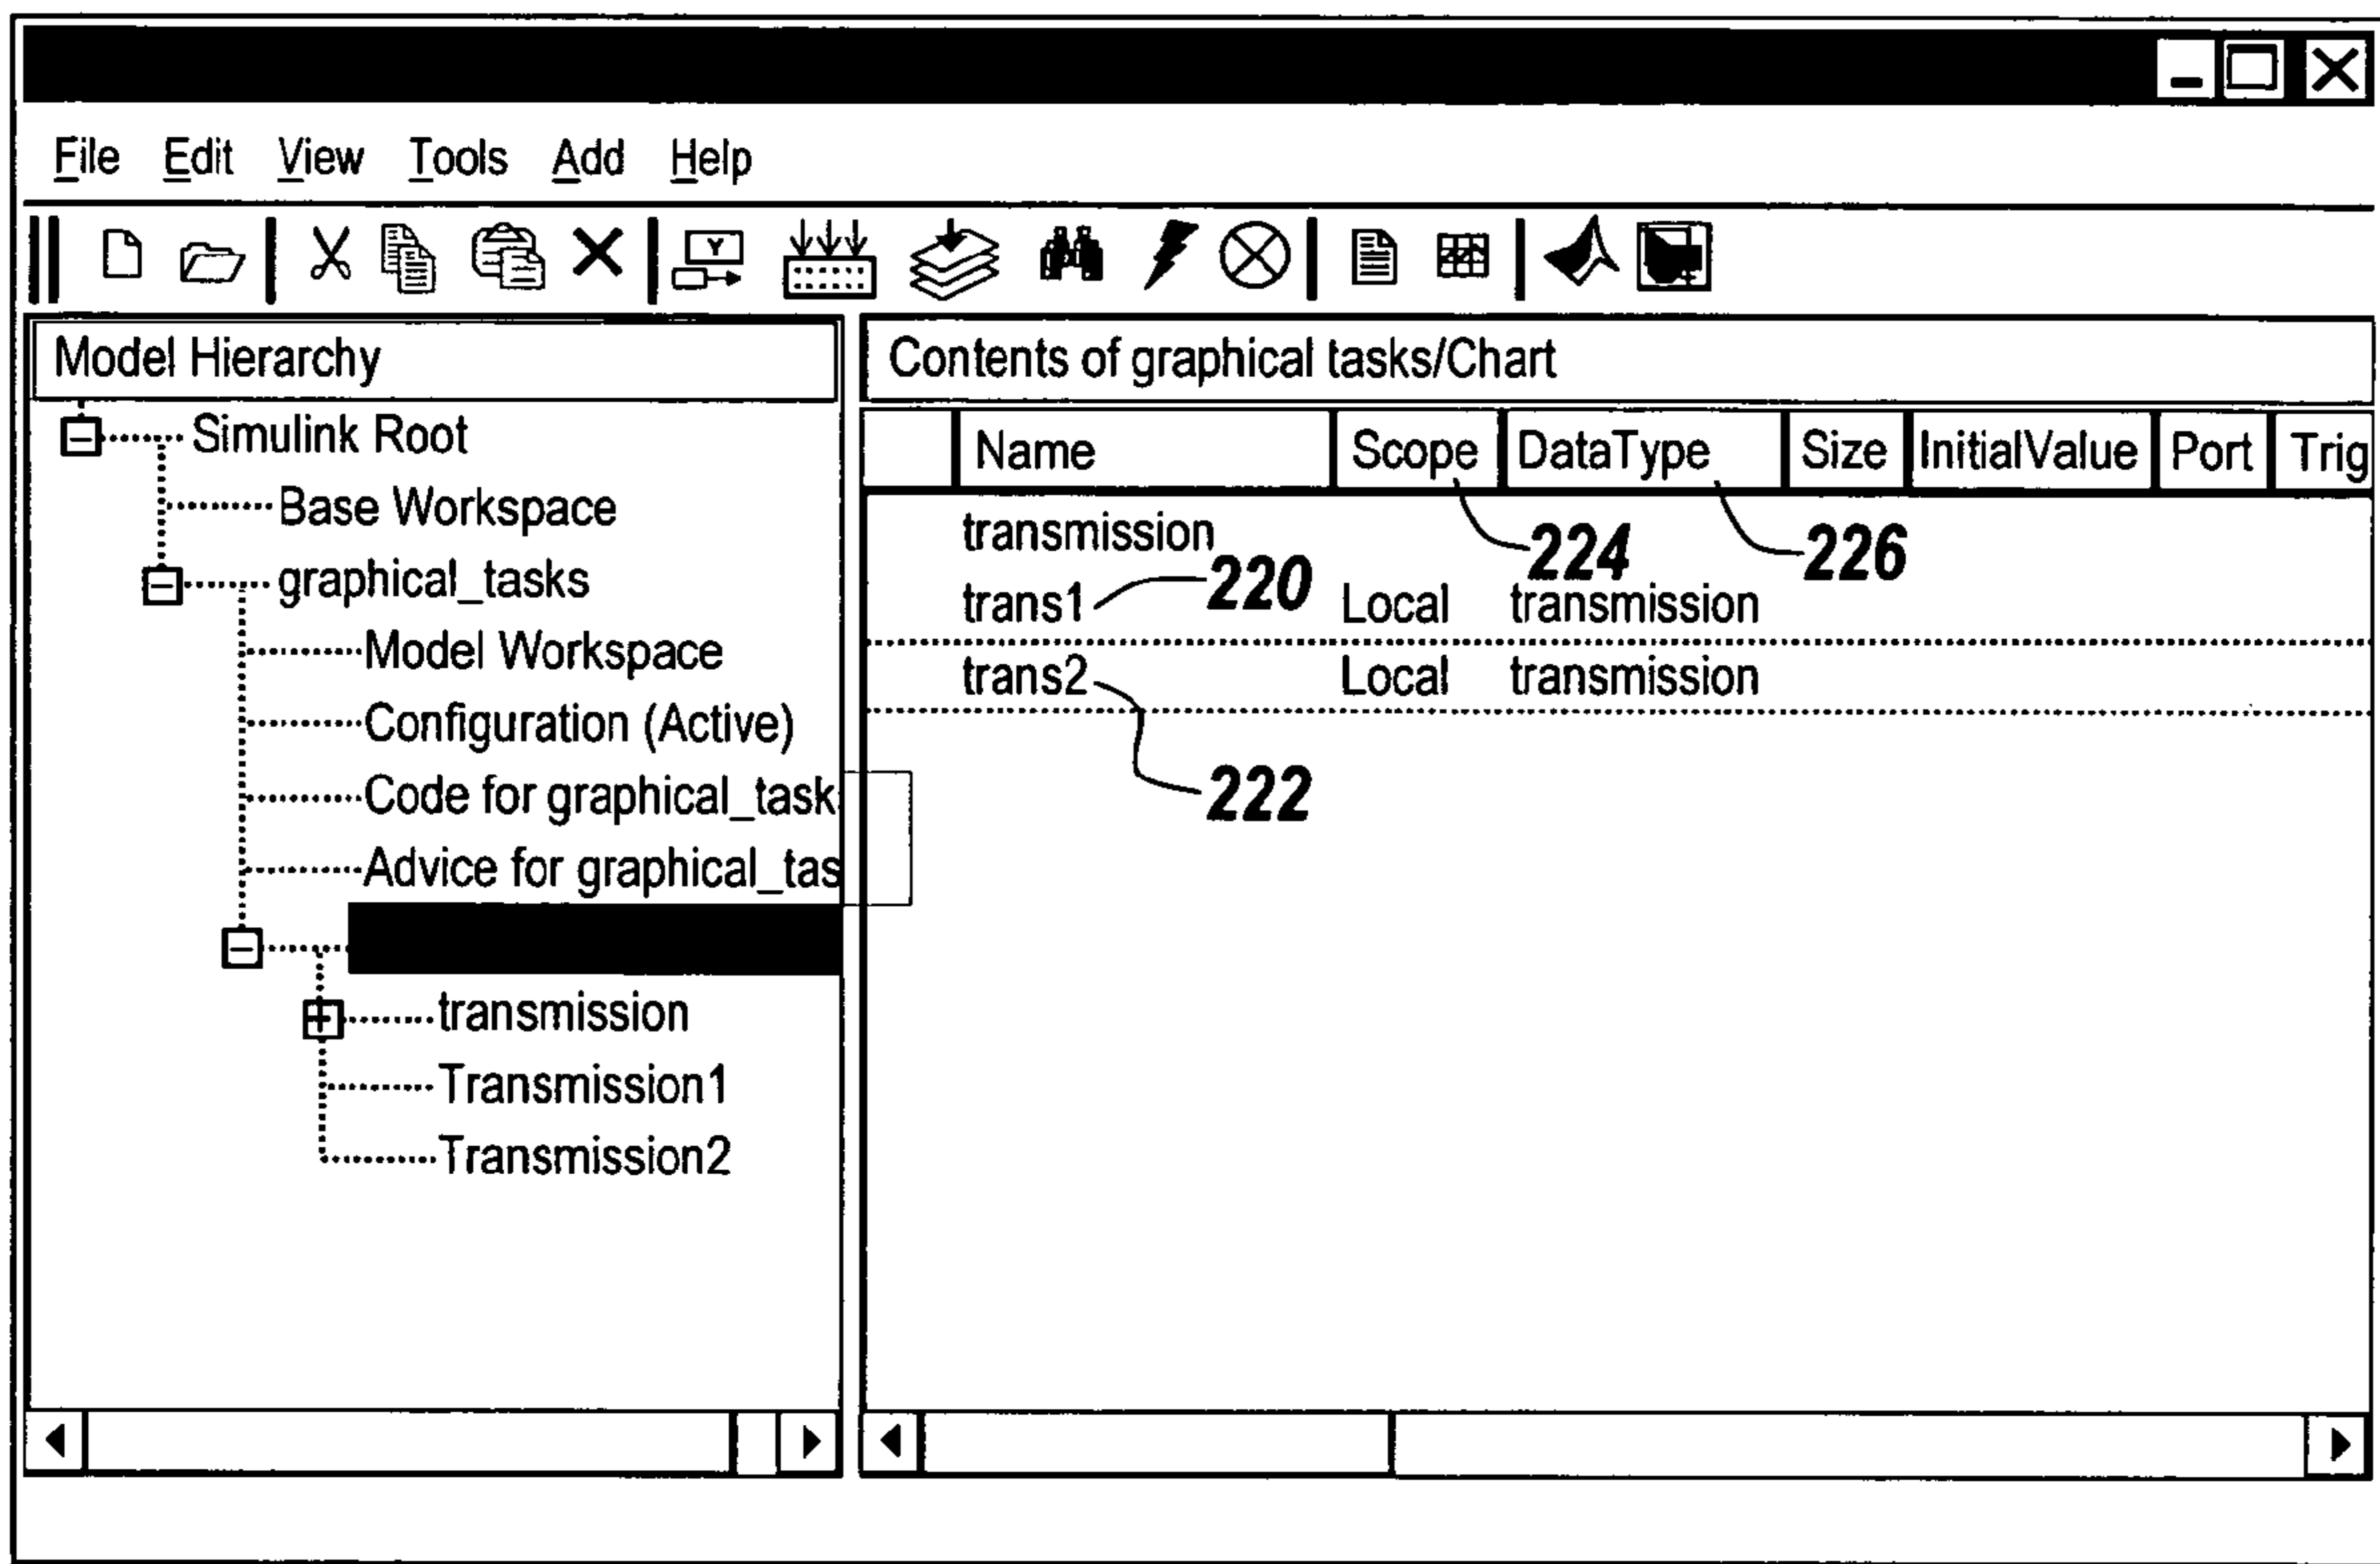 File Edit View Tools Add Help
Y
Model Hierarchy
Simulink Root
Base Workspace
graphical_tasks
Model Workspace
Configuration (Active)
Code for graphical_task
Advice for graphical_tas
transmission
Transmission1
Transmission2
Contents of graphical tasks/Chart
Name Scope DataType Size InitialValue Port Trig
transmission
224 226
220
trans1 Local transmission
trans2 Local transmission
222